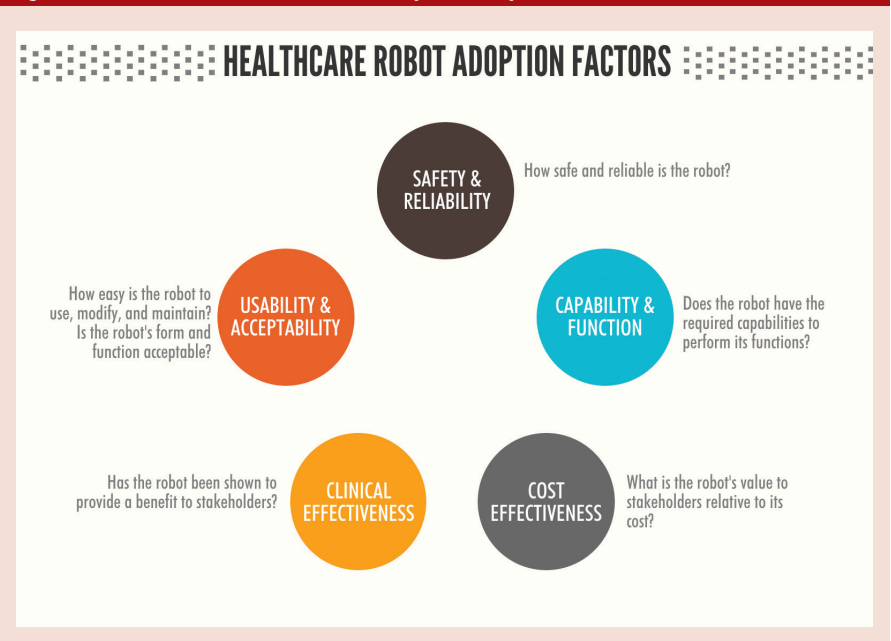 HEALTHCARE ROBOT ADOPTION FACTORS
SAFETY &
RELIABILITY
How safe and reliable is the robot?
How easy is the robot to
use, modify, and maintain?
Is the robot's form and
function acceptable?
USABILITY &
ACCEPTABILITY
CAPABILITY &
FUNCTION
Does the robot have the
required capabilities to
perform its functions?
Has the robot been shown to
provide a benefit to stakeholders?
CLINICAL
EFFECTIVENESS
COST
EFFECTIVENESS
What is the robot's value to
stakeholders relative to its
cost?